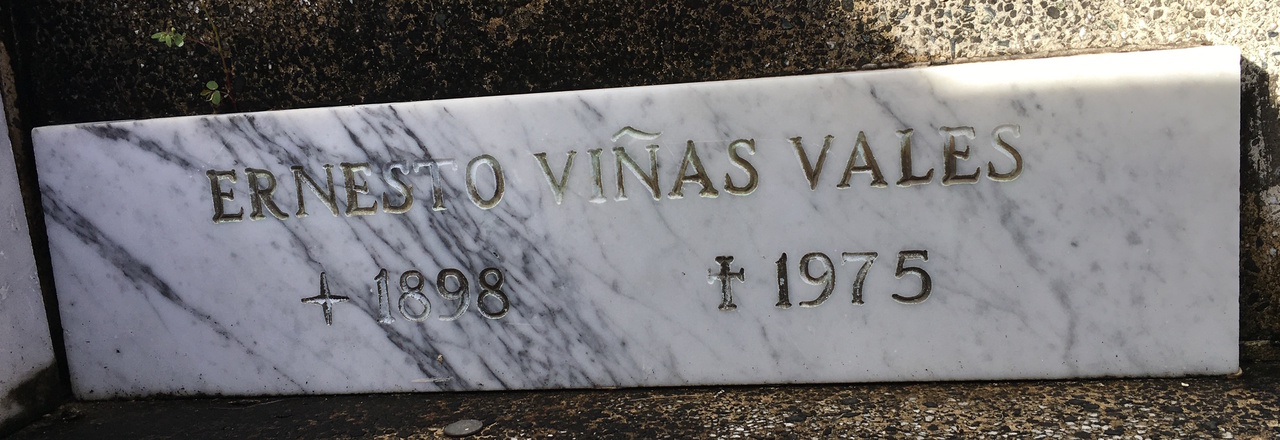 ERNESTO VIÑAS VALES
+ 1898 ✝ 1975